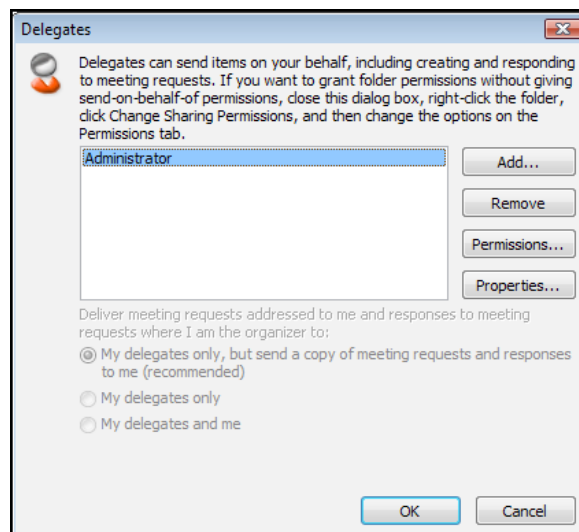 Delegates
Delegates can send items on your behalf, including creating and responding
to meeting requests. If you want to grant folder permissions without giving
send-on-behalf-of permissions, close this dialog box, right-click the folder,
click Change Sharing Permissions, and then change the options on the
Permissions tab.
Administrator
Add...
Remove
Permissions...
Properties...
Deliver meeting requests addressed to me and responses to meeting
requests where I am the organizer to:
My delegates only, but send a copy of meeting requests and responses
to me (recommended)
My delegates only
My delegates and me
OK
Cancel